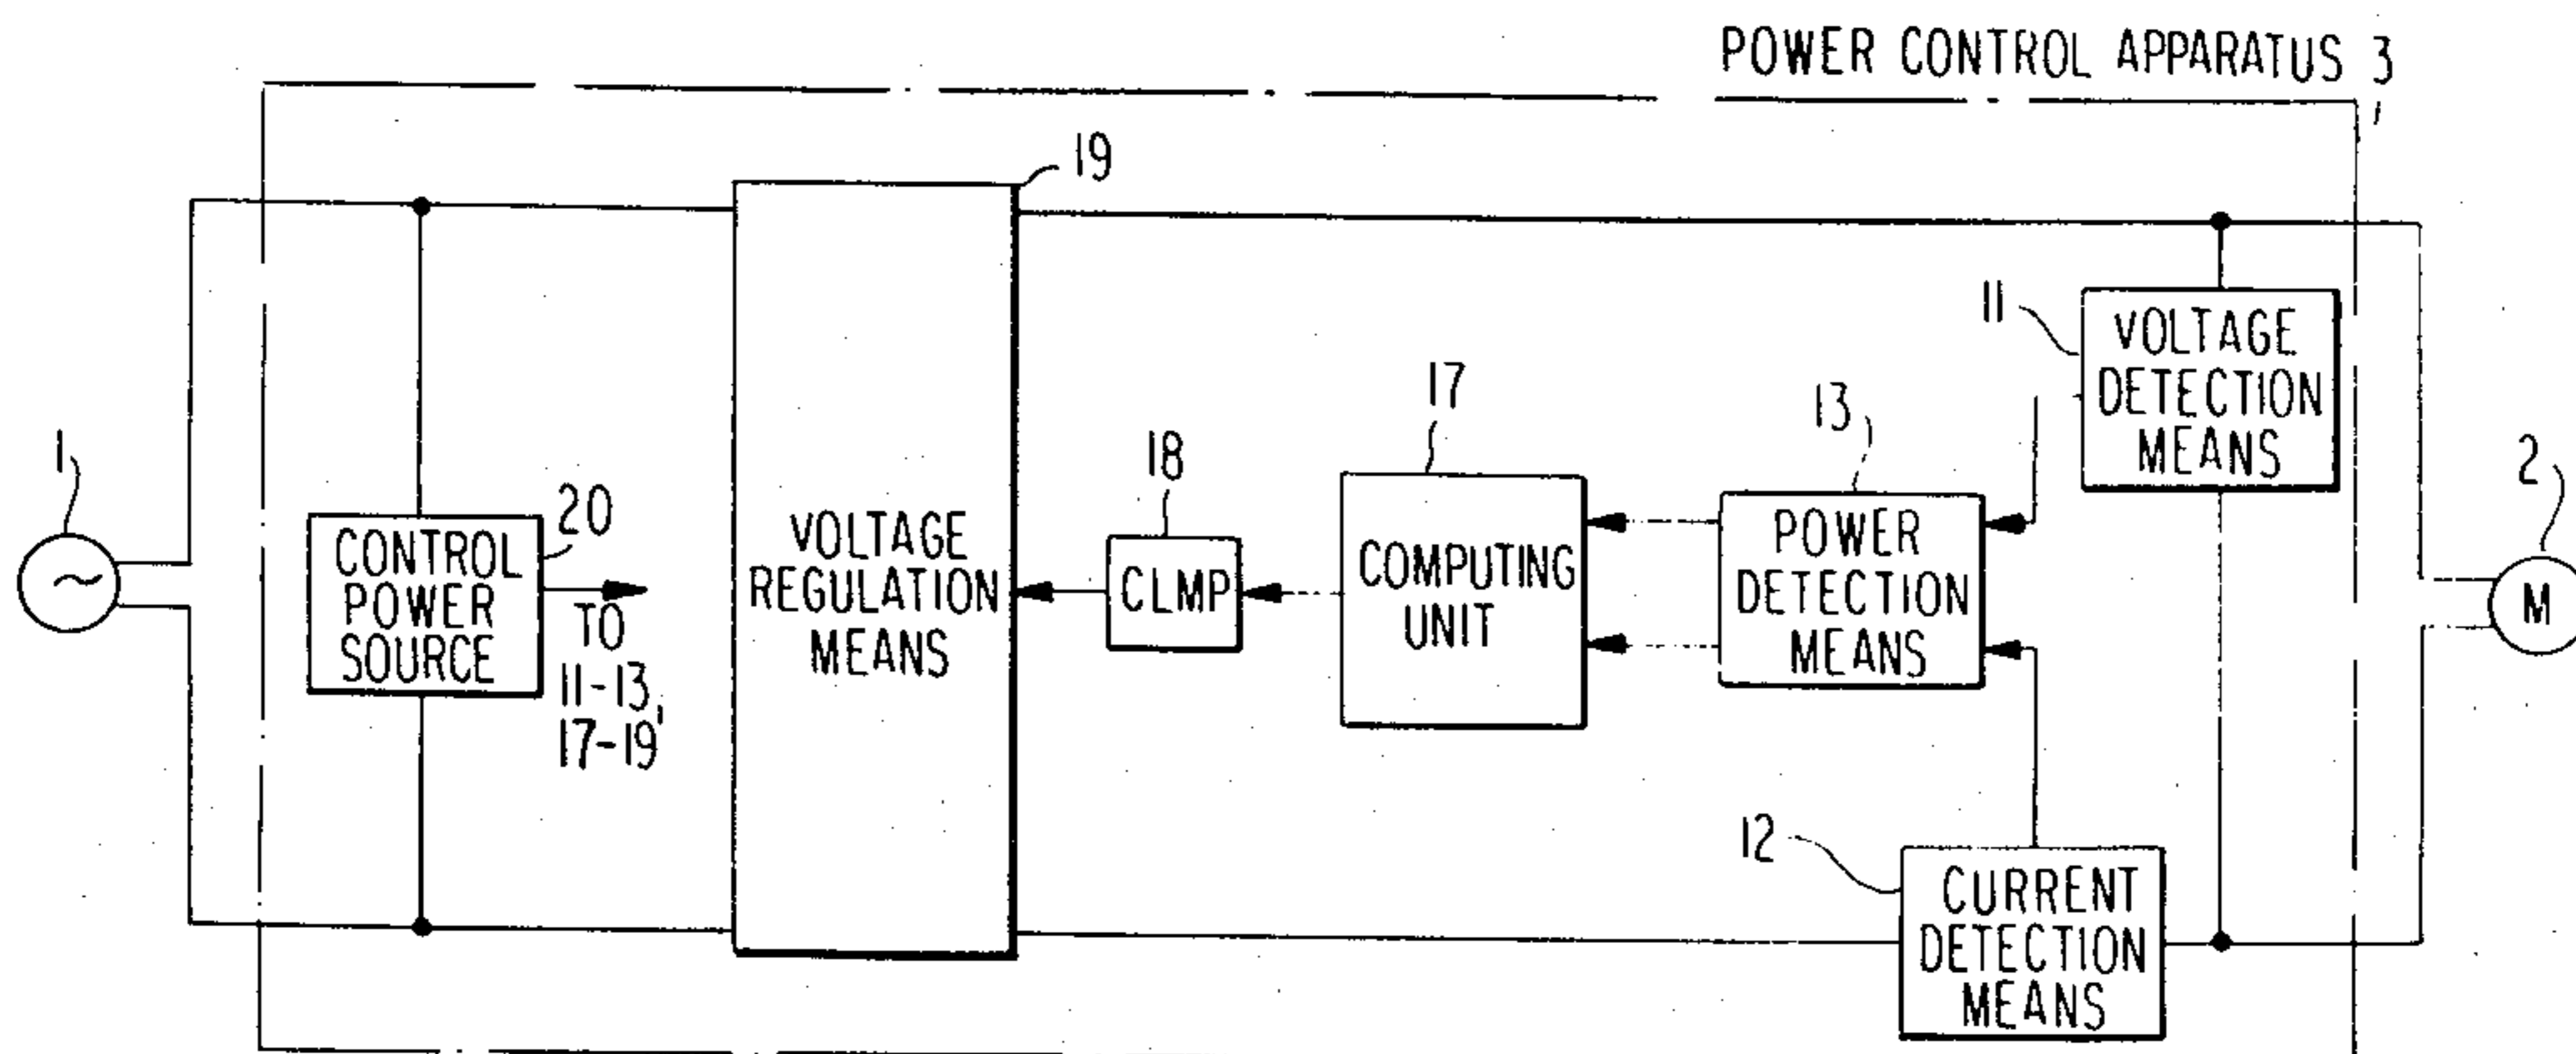 POWER CONTROL APPARATUS 3
19
11
VOLTAGE
DETECTION
MEANS
1
20
CONTROL
POWER
SOURCE
TO
11-13,
17-19
VOLTAGE
REGULATION
MEANS
18
CLMP
17
COMPUTING
UNIT
13
POWER
DETECTION
MEANS
2
M
12
CURRENT
DETECTION
MEANS